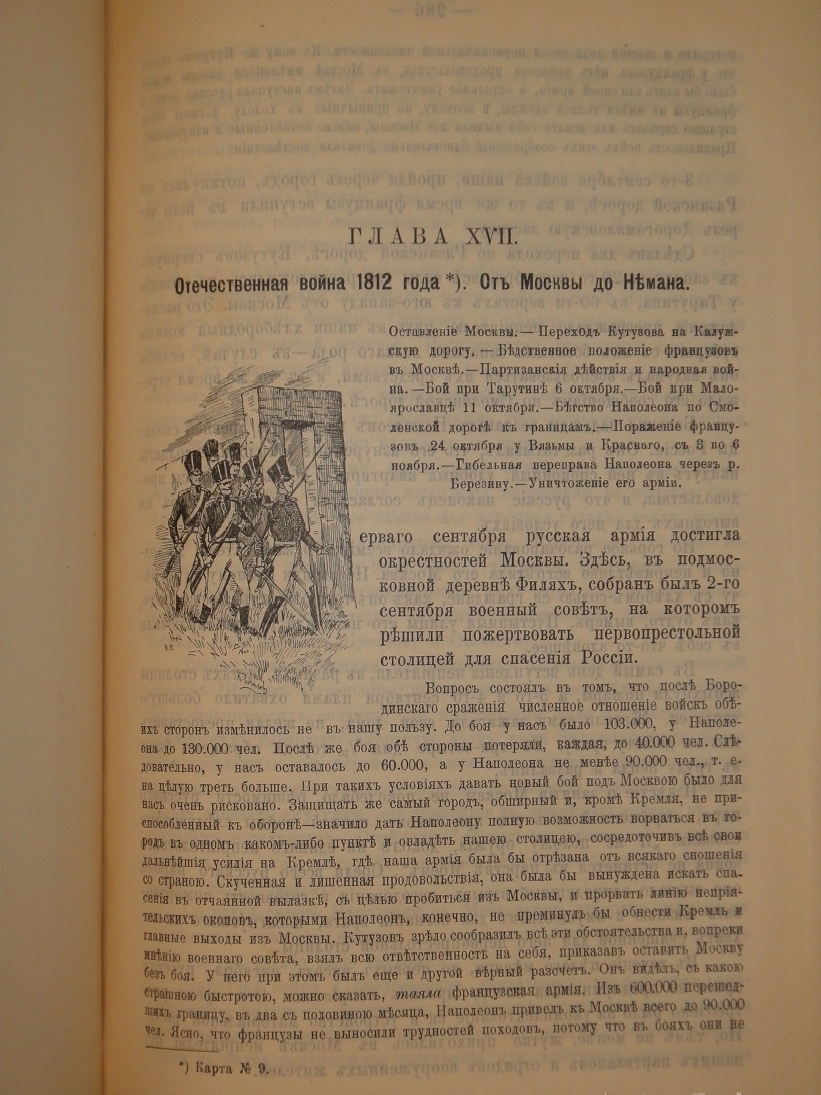 ГЛАВА XVII.
Отечественная война 1812 года *). Отъ Москвы до Нѣмана.
Оставленіе Москвы.—Переходъ Кутузова на Калуж-
скую дорогу. — Бѣдственное положеніе французовъ
въ Москвѣ.—Партизанскія дѣйствія и народная вой-
на.—Бой при Тарутинѣ 6 октября.—Бой при Мало-
ярославцѣ 11 октября.—Бѣгство Наполеона по Смо-
ленской дорогѣ къ границамъ.—Пораженіе францу-
зовъ 24 октября у Вязьмы и Краснаго, съ 3 по 6
ноября.—Гибельная переправа Наполеона черезъ р.
Березину.—Уничтоженіе его арміи.
ерваго сентября русская армія достигла
окрестностей Москвы. Здѣсь, въ подмос-
ковной деревнѣ Филяхъ, собранъ былъ 2-го
сентября военный совѣтъ, на которомъ
рѣшили пожертвовать первопрестольной
столицей для спасенія Россіи.
Вопросъ состоялъ въ томъ, что послѣ Боро-
динскаго сраженія численное отношеніе войскъ обѣ-
ихъ сторонъ измѣнилось не въ нашу пользу. До боя у насъ было 103.000, у Наполе-
она до 130.000 чел. Послѣ же боя обѣ стороны потеряли, каждая, до 40.000 чел. Слѣ-
довательно, у насъ оставалось до 60.000, а у Наполеона не менѣе 90.000 чел., т. е.
на цѣлую треть больше. При такихъ условіяхъ давать новый бой подъ Москвою было для
насъ очень рисковано. Защищать же самый городъ, обширный и, кромѣ Кремля, не при-
способленный къ оборонѣ—значило дать Наполеону полную возможность ворваться въ го-
родъ въ одномъ какомъ-либо пунктѣ и овладѣть нашею столицею, сосредоточивъ всѣ свои
дальнѣйшія усилія на Кремлѣ, гдѣ наша армія была бы отрѣзана отъ всякаго сношенія
со страною. Скученная и лишенная продовольствія, она была бы вынуждена искать спа-
сенія въ отчаянной вылазкѣ, съ цѣлью пробиться изъ Москвы, и прорвать линію непрія-
тельскихъ окоповъ, которыми Наполеонъ, конечно, не преминулъ бы обнести Кремль и
главные выходы изъ Москвы. Кутузовъ зрѣло сообразилъ всѣ эти обстоятельства и, вопреки
мнѣнію военнаго совѣта, взялъ всю отвѣтственность на себя, приказавъ оставить Москву
безъ боя. У него при этомъ былъ еще и другой вѣрный разсчетъ. Онъ видѣлъ, съ какою
страшною быстротою, можно сказать, таяла французская армія. Изъ 600.000 перешед-
шихъ границу, въ два съ половиною мѣсяца, Наполеонъ привелъ къ Москвѣ всего до 90.000
чел. Ясно, что французы не выносили трудностей походовъ, потому что въ бояхъ они не
*) Карта № 9.